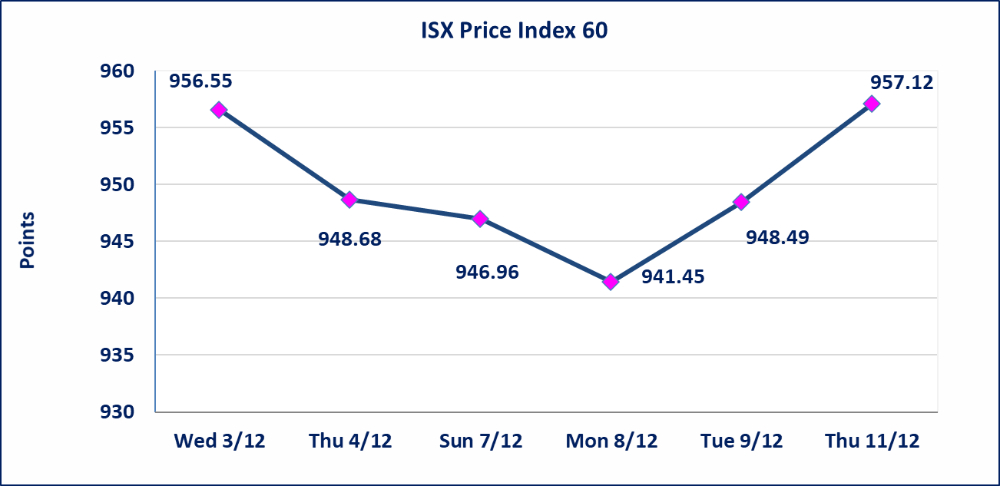 ISX Price Index 60
960
955
950
945
940
935
930
Points
956.55
948.68
946.96
941.45
948.49
957.12
Wed 3/12
Thu 4/12
Sun 7/12
Mon 8/12
Tue 9/12
Thu 11/12